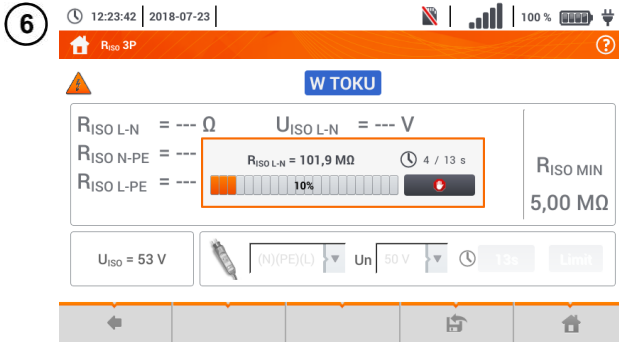 6
12:23:42 2018-07-23 100 %
RISO 3P ?
W TOKU
RISO L-N = --- Ω UISO L-N = --- V
RISO N-PE = ---
RISO L-PE = ---
RISO L-N = 101,9 MΩ 4 / 13 s
10%
RISO MIN
5,00 MΩ
UISO = 53 V (N)(PE)(L) Un 50 V 13s Limit